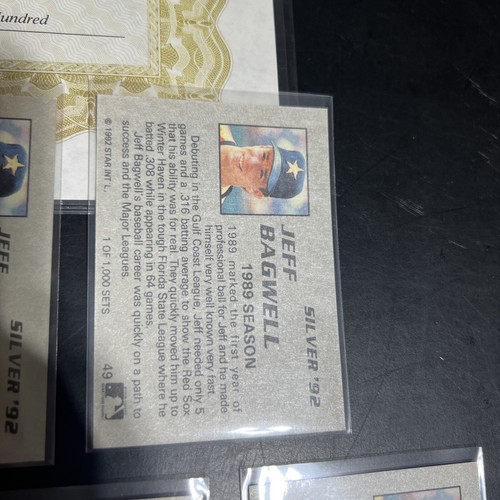 hundred
SILVER '92
JEFF
BAGWELL
1989 SEASON
1989 marked the first year of
professional ball for Jeff and he made
himself very well known very fast.
Debuting in the Gulf Coast League, Jeff needed only 5
games and a .316 batting average to show the Red Sox
that his ability was for real. They quickly moved him up to
Winter Haven in the tough Florida State League where he
batted .308 while appearing in 64 games.
Jeff Bagwell's baseball career was quickly on a path to
success and the Major Leagues.
© 1992 STAR INT'L.
1 OF 1,000 SETS
49
SILVER '92
JEFF